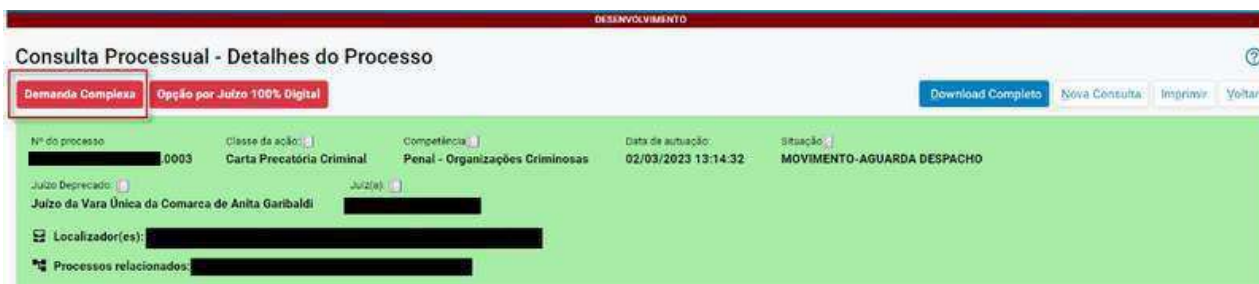 DESENVOLVIMENTO
Consulta Processual - Detalhes do Processo
Demanda Complexa Opção por Juízo 100% Digital Download Completo Nova Consulta Imprimir Voltar
Nº do processo Classe da ação: Competência Data de autuação: Situação
.0003 Carta Precatória Criminal Penal - Organizações Criminosas 02/03/2023 13:14:32 MOVIMENTO-AGUARDA DESPACHO
Juízo Deprecado: Juiz(a):
Juízo da Vara Única da Comarca de Anita Garibaldi
Localizador(es):
Processos relacionados: